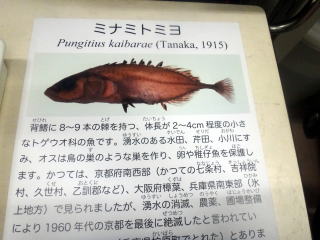 ミナミトミヨ
Pungitius kaibarae (Tanaka, 1915)
背鰭に8～9本の棘を持つ、体長が2～4cm程度の小さ
なトゲウオ科の魚です。湧水のある水田、芹田、小川にす
み、オスは鳥の巣のような巣を作り、卵や稚仔魚を保護し
ます。かつては、京都府南西部（かつての七条村、吉祥院
村、久世村、乙訓郡など）、大阪府樟葉、兵庫県南東部（氷
上地方）で見られましたが、湧水の消滅、農薬、圃場整備
により1960年代の京都を最後に絶滅したと言われてい